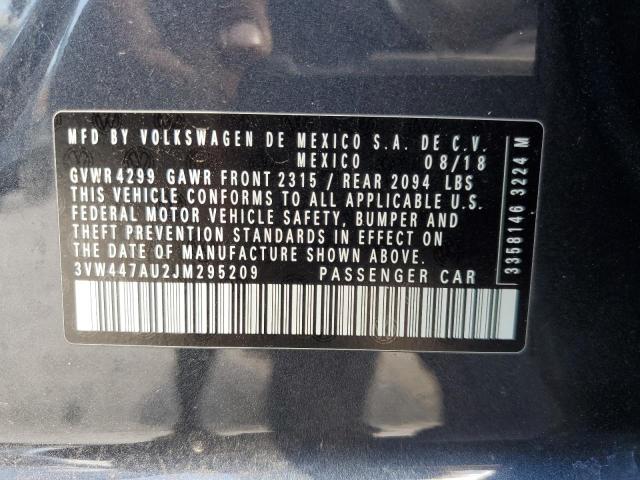 MFD BY VOLKSWAGEN DE MEXICO S.A. DE C.V.
MEXICO 08/18
GVWR 4299 GAWR FRONT 2315 / REAR 2094 LBS
THIS VEHICLE CONFORMS TO ALL APPLICABLE U.S.
FEDERAL MOTOR VEHICLE SAFETY, BUMPER AND
THEFT PREVENTION STANDARDS IN EFFECT ON
THE DATE OF MANUFACTURE SHOWN ABOVE.
3VW447AU2JM295209 PASSENGER CAR
3358146 3224 M